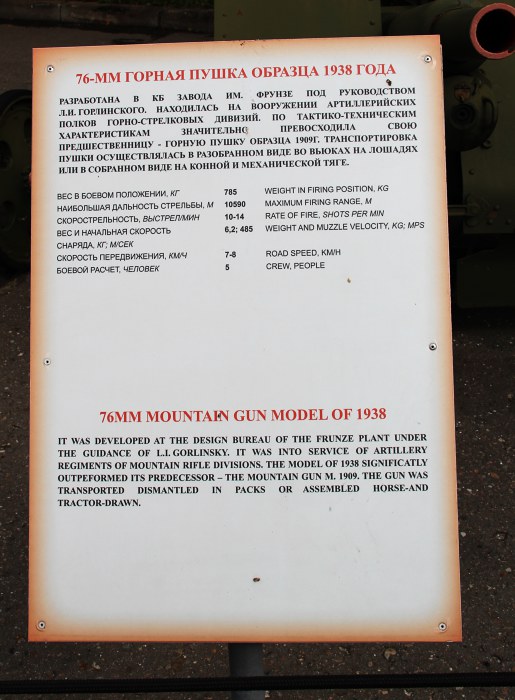 76-ММ ГОРНАЯ ПУШКА ОБРАЗЦА 1938 ГОДА
РАЗРАБОТАНА В КБ ЗАВОДА ИМ. ФРУНЗЕ ПОД РУКОВОДСТВОМ
Л.И. ГОРЛИНСКОГО. НАХОДИЛАСЬ НА ВООРУЖЕНИИ АРТИЛЛЕРИЙСКИХ
ПОЛКОВ ГОРНО-СТРЕЛКОВЫХ ДИВИЗИЙ. ПО ТАКТИКО-ТЕХНИЧЕСКИМ
ХАРАКТЕРИСТИКАМ ЗНАЧИТЕЛЬНО ПРЕВОСХОДИЛА СВОЮ
ПРЕДШЕСТВЕННИЦУ - ГОРНУЮ ПУШКУ ОБРАЗЦА 1909Г. ТРАНСПОРТИРОВКА
ПУШКИ ОСУЩЕСТВЛЯЛАСЬ В РАЗОБРАННОМ ВИДЕ ВО ВЬЮКАХ НА ЛОШАДЯХ
ИЛИ В СОБРАННОМ ВИДЕ НА КОННОЙ И МЕХАНИЧЕСКОЙ ТЯГЕ.
ВЕС В БОЕВОМ ПОЛОЖЕНИИ, КГ 785 WEIGHT IN FIRING POSITION, KG
НАИБОЛЬШАЯ ДАЛЬНОСТЬ СТРЕЛЬБЫ, М 10590 MAXIMUM FIRING RANGE, M
СКОРОСТРЕЛЬНОСТЬ, ВЫСТРЕЛ/МИН 10-14 RATE OF FIRE, SHOTS PER MIN
ВЕС И НАЧАЛЬНАЯ СКОРОСТЬ 6,2; 485 WEIGHT AND MUZZLE VELOCITY, KG; MPS
СНАРЯДА, КГ; М/СЕК
СКОРОСТЬ ПЕРЕДВИЖЕНИЯ, КМ/Ч 7-8 ROAD SPEED, KM/H
БОЕВОЙ РАСЧЕТ, ЧЕЛОВЕК 5 CREW, PEOPLE
76MM MOUNTAIN GUN MODEL OF 1938
IT WAS DEVELOPED AT THE DESIGN BUREAU OF THE FRUNZE PLANT UNDER
THE GUIDANCE OF L.I. GORLINSKY. IT WAS INTO SERVICE OF ARTILLERY
REGIMENTS OF MOUNTAIN RIFLE DIVISIONS. THE MODEL OF 1938 SIGNIFICATLY
OUTPEFORMED ITS PREDECESSOR – THE MOUNTAIN GUN M. 1909. THE GUN WAS
TRANSPORTED DISMANTLED IN PACKS OR ASSEMBLED HORSE-AND
TRACTOR-DRAWN.